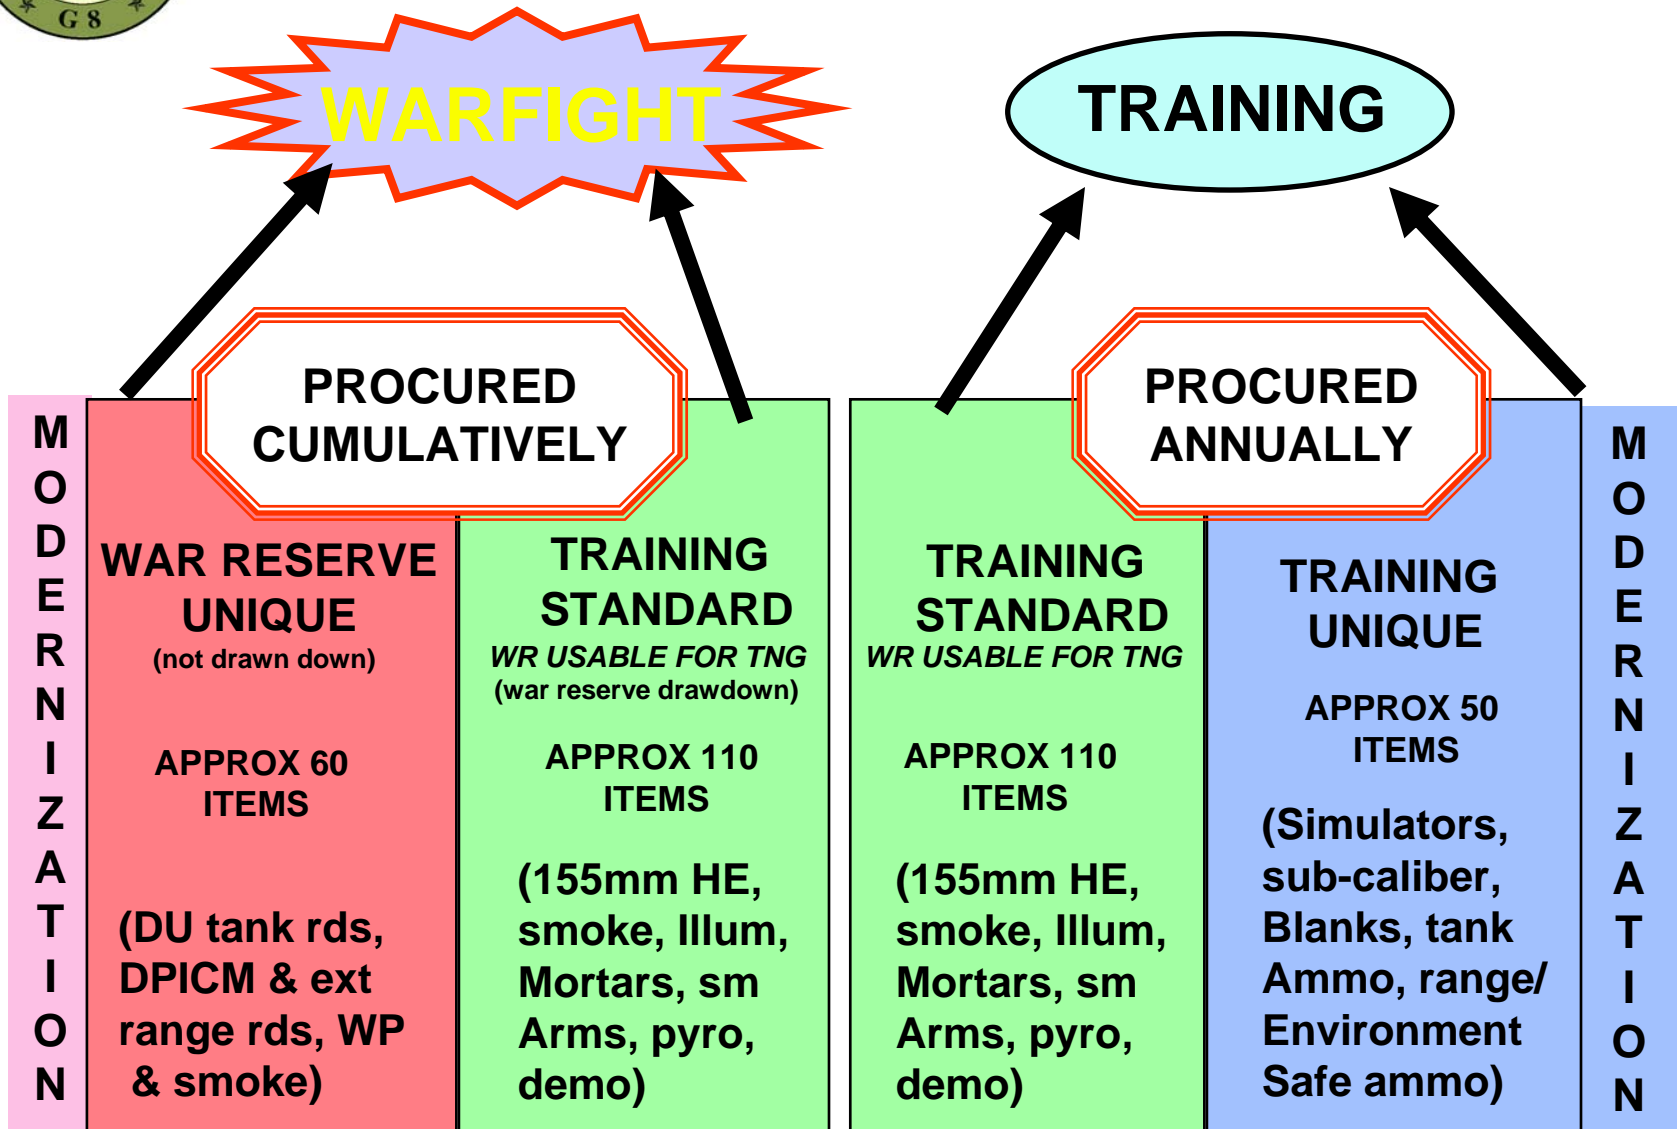 G 8
WARFIGHT
TRAINING
PROCURED
CUMULATIVELY
PROCURED
ANNUALLY
MODERNIZATION
WAR RESERVE
UNIQUE
(not drawn down)
APPROX 60
ITEMS
(DU tank rds,
DPICM & ext
range rds, WP
& smoke)
TRAINING
STANDARD
WR USABLE FOR TNG
(war reserve drawdown)
APPROX 110
ITEMS
(155mm HE,
smoke, Illum,
Mortars, sm
Arms, pyro,
demo)
TRAINING
STANDARD
WR USABLE FOR TNG
APPROX 110
ITEMS
(155mm HE,
smoke, Illum,
Mortars, sm
Arms, pyro,
demo)
TRAINING
UNIQUE
APPROX 50
ITEMS
(Simulators,
sub-caliber,
Blanks, tank
Ammo, range/
Environment
Safe ammo)
MODERNIZATION